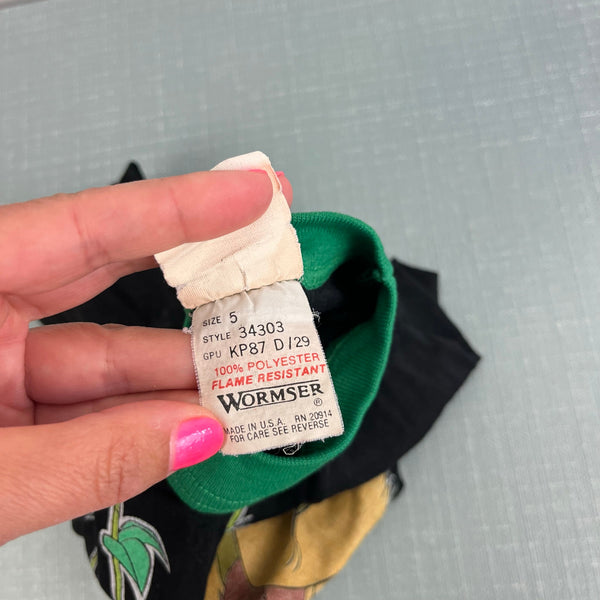 SIZE 5
STYLE 34303
GPU KP87 D/29
100% POLYESTER
FLAME RESISTANT
WORMSER ®
MADE IN U.S.A. RN 20914
FOR CARE SEE REVERSE